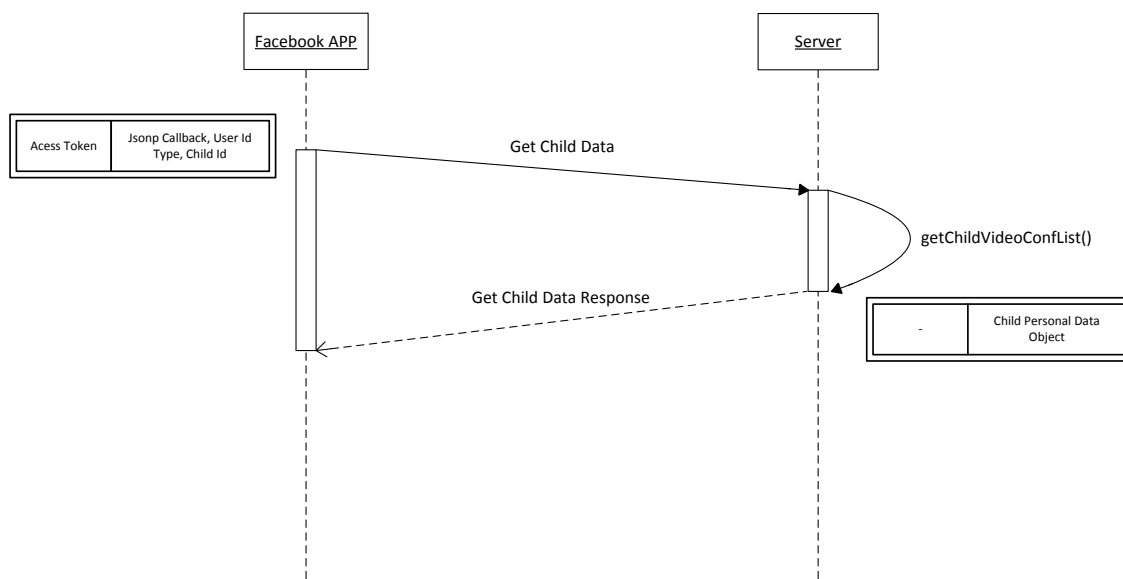 Facebook APP
Server
Acess Token
Jsonp Callback, User Id
Type, Child Id
Get Child Data
getChildVideoConfList()
Get Child Data Response
-
Child Personal Data
Object